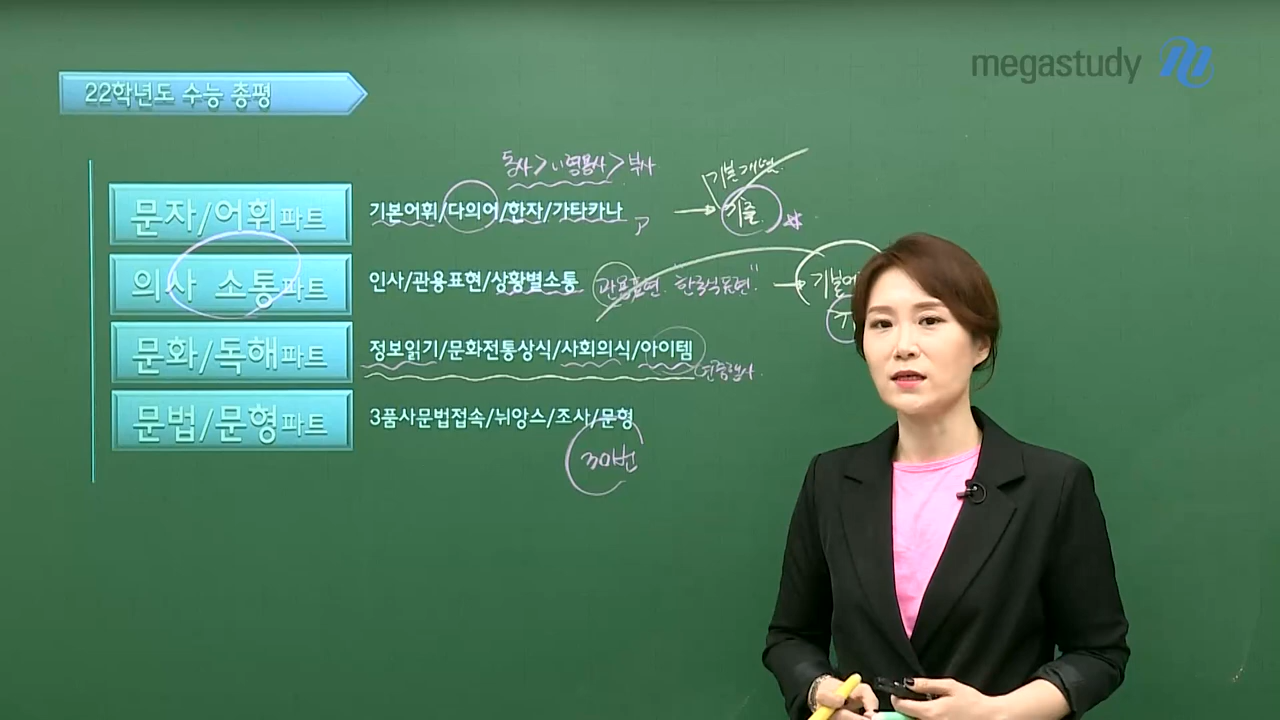 megastudy
22학년도 수능 총평
동사>い형용사>부사
기본개념
문자/어휘파트
기본어휘/다의어/한자/가타카나
기출
의사 소통파트
인사/관용표현/상황별소통
관용표현 "한국식표현"
문화/독해파트
정보읽기/문화전통상식/사회의식/아이템
연중행사
문법/문형파트
3품사문법접속/뉘앙스/조사/문형
30번